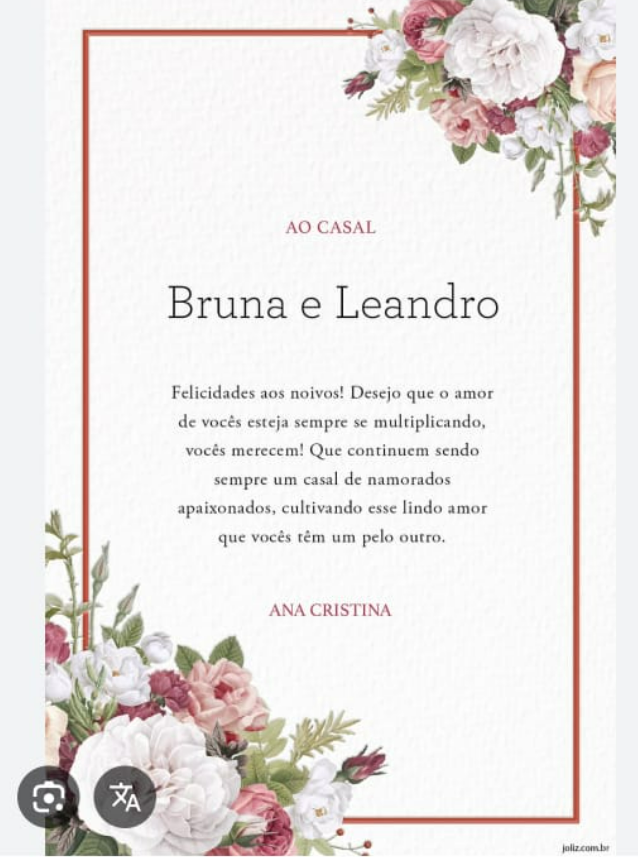 AO CASAL
Bruna e Leandro
Felicidades aos noivos! Desejo que o amor
de vocês esteja sempre se multiplicando,
vocês merecem! Que continuem sendo
sempre um casal de namorados
apaixonados, cultivando esse lindo amor
que vocês têm um pelo outro.
ANA CRISTINA
joliz.com.br